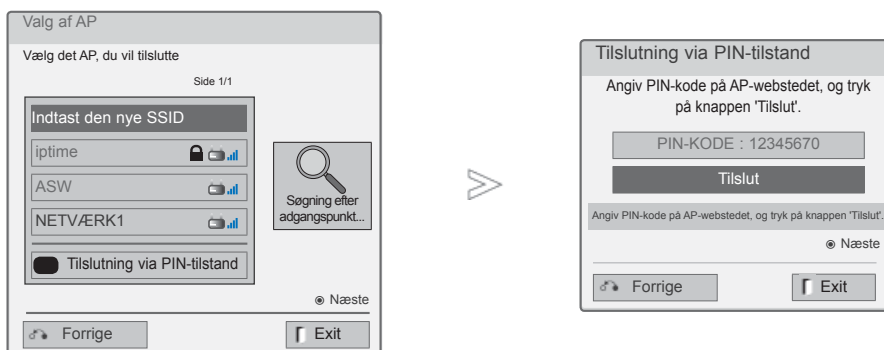 Valg af AP
Vælg det AP, du vil tilslutte
Side 1/1
Indtast den nye SSID
iptime
ASW
NETVÆRK1
Tilslutning via PIN-tilstand
Søgning efter
adgangspunkt...
Næste
Forrige
Exit
Tilslutning via PIN-tilstand
Angiv PIN-kode på AP-webstedet, og tryk
på knappen 'Tilslut'.
PIN-KODE : 12345670
Tilslut
Angiv PIN-kode på AP-webstedet, og tryk på knappen 'Tilslut'.
Næste
Forrige
Exit